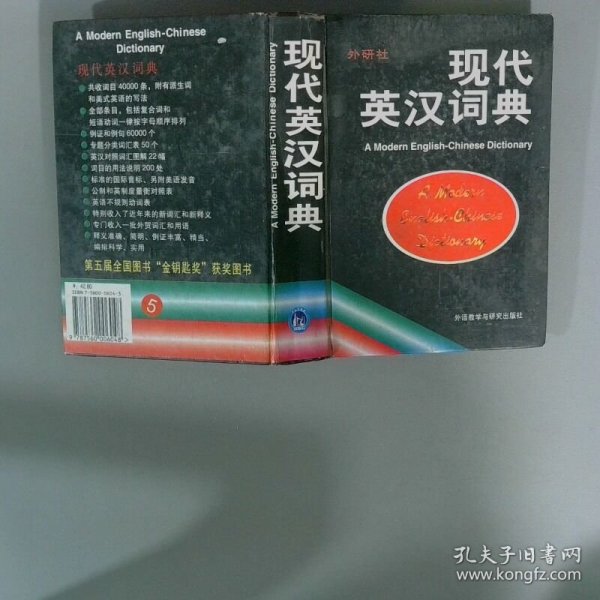 A Modern English-Chinese
Dictionary
现代英汉词典
共收词目40000条，附有派生词
和美式英语的写法
全部条目，包括复合词和
短语动词一律按字母顺序排列
例证和例句60000个
专题分类词汇表50个
英汉对照词汇图解22幅
词目的用法说明200处
标准的国际音标、另附美语发音
公制和英制度量衡对照表
英语不规则动词表
特别收入了近年来的新词汇和新释义
专门收入一批外贸词汇和用语
释义准确、简明、例证丰富、精当、
编排科学、实用
第五届全国图书“金钥匙奖”获奖图书
￥:42.80
ISBN 7-5600-0604-5
9 787560 006048 >
5
现代英汉词典
A Modern English-Chinese Dictionary
外研社
现代
英汉词典
A Modern English-Chinese Dictionary
A Modern
English-Chinese
Dictionary
外语教学与研究出版社
孔夫子旧书网
www.kongfz.com